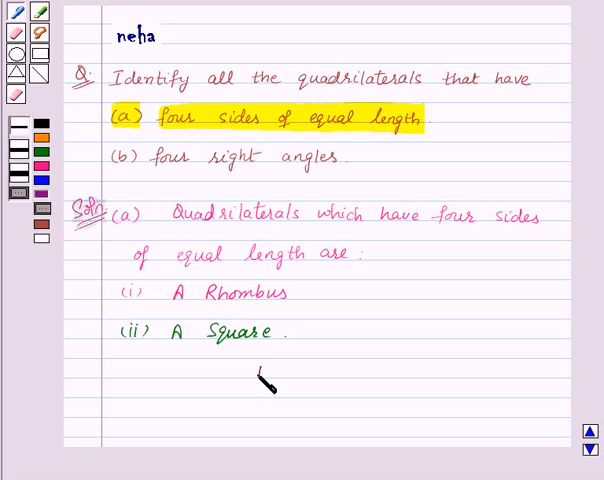 neha
Q. Identify all the quadrilaterals that have
(a) four sides of equal length.
(b) four right angles.
Soln: (a) Quadrilaterals which have four sides
of equal length are:
(i) A Rhombus
(ii) A Square.